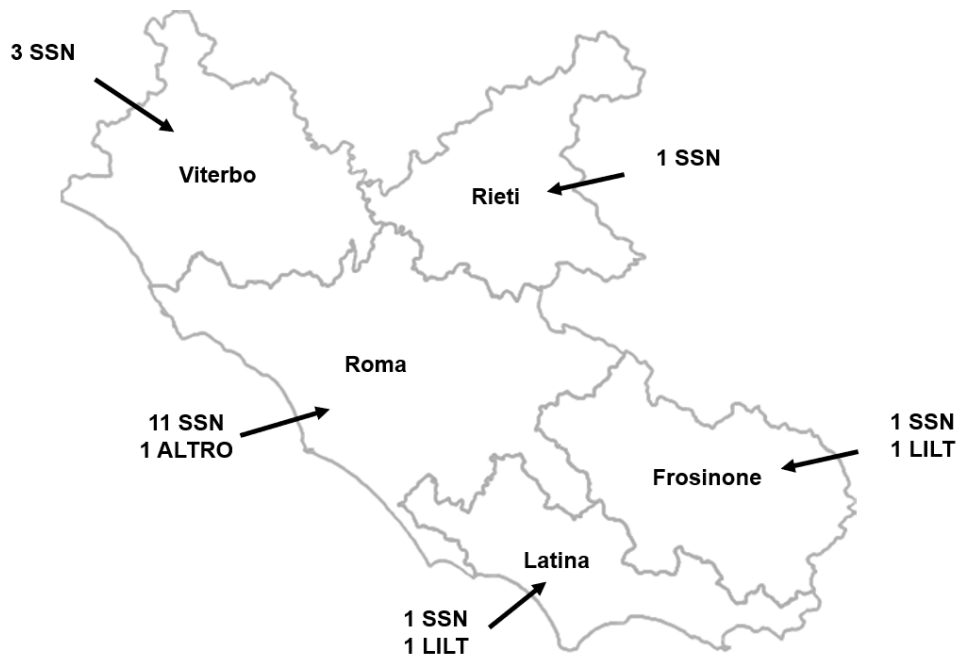 3 SSN
Viterbo
1 SSN
Rieti
Roma
11 SSN
1 ALTRO
1 SSN
1 LILT
Frosinone
Latina
1 SSN
1 LILT